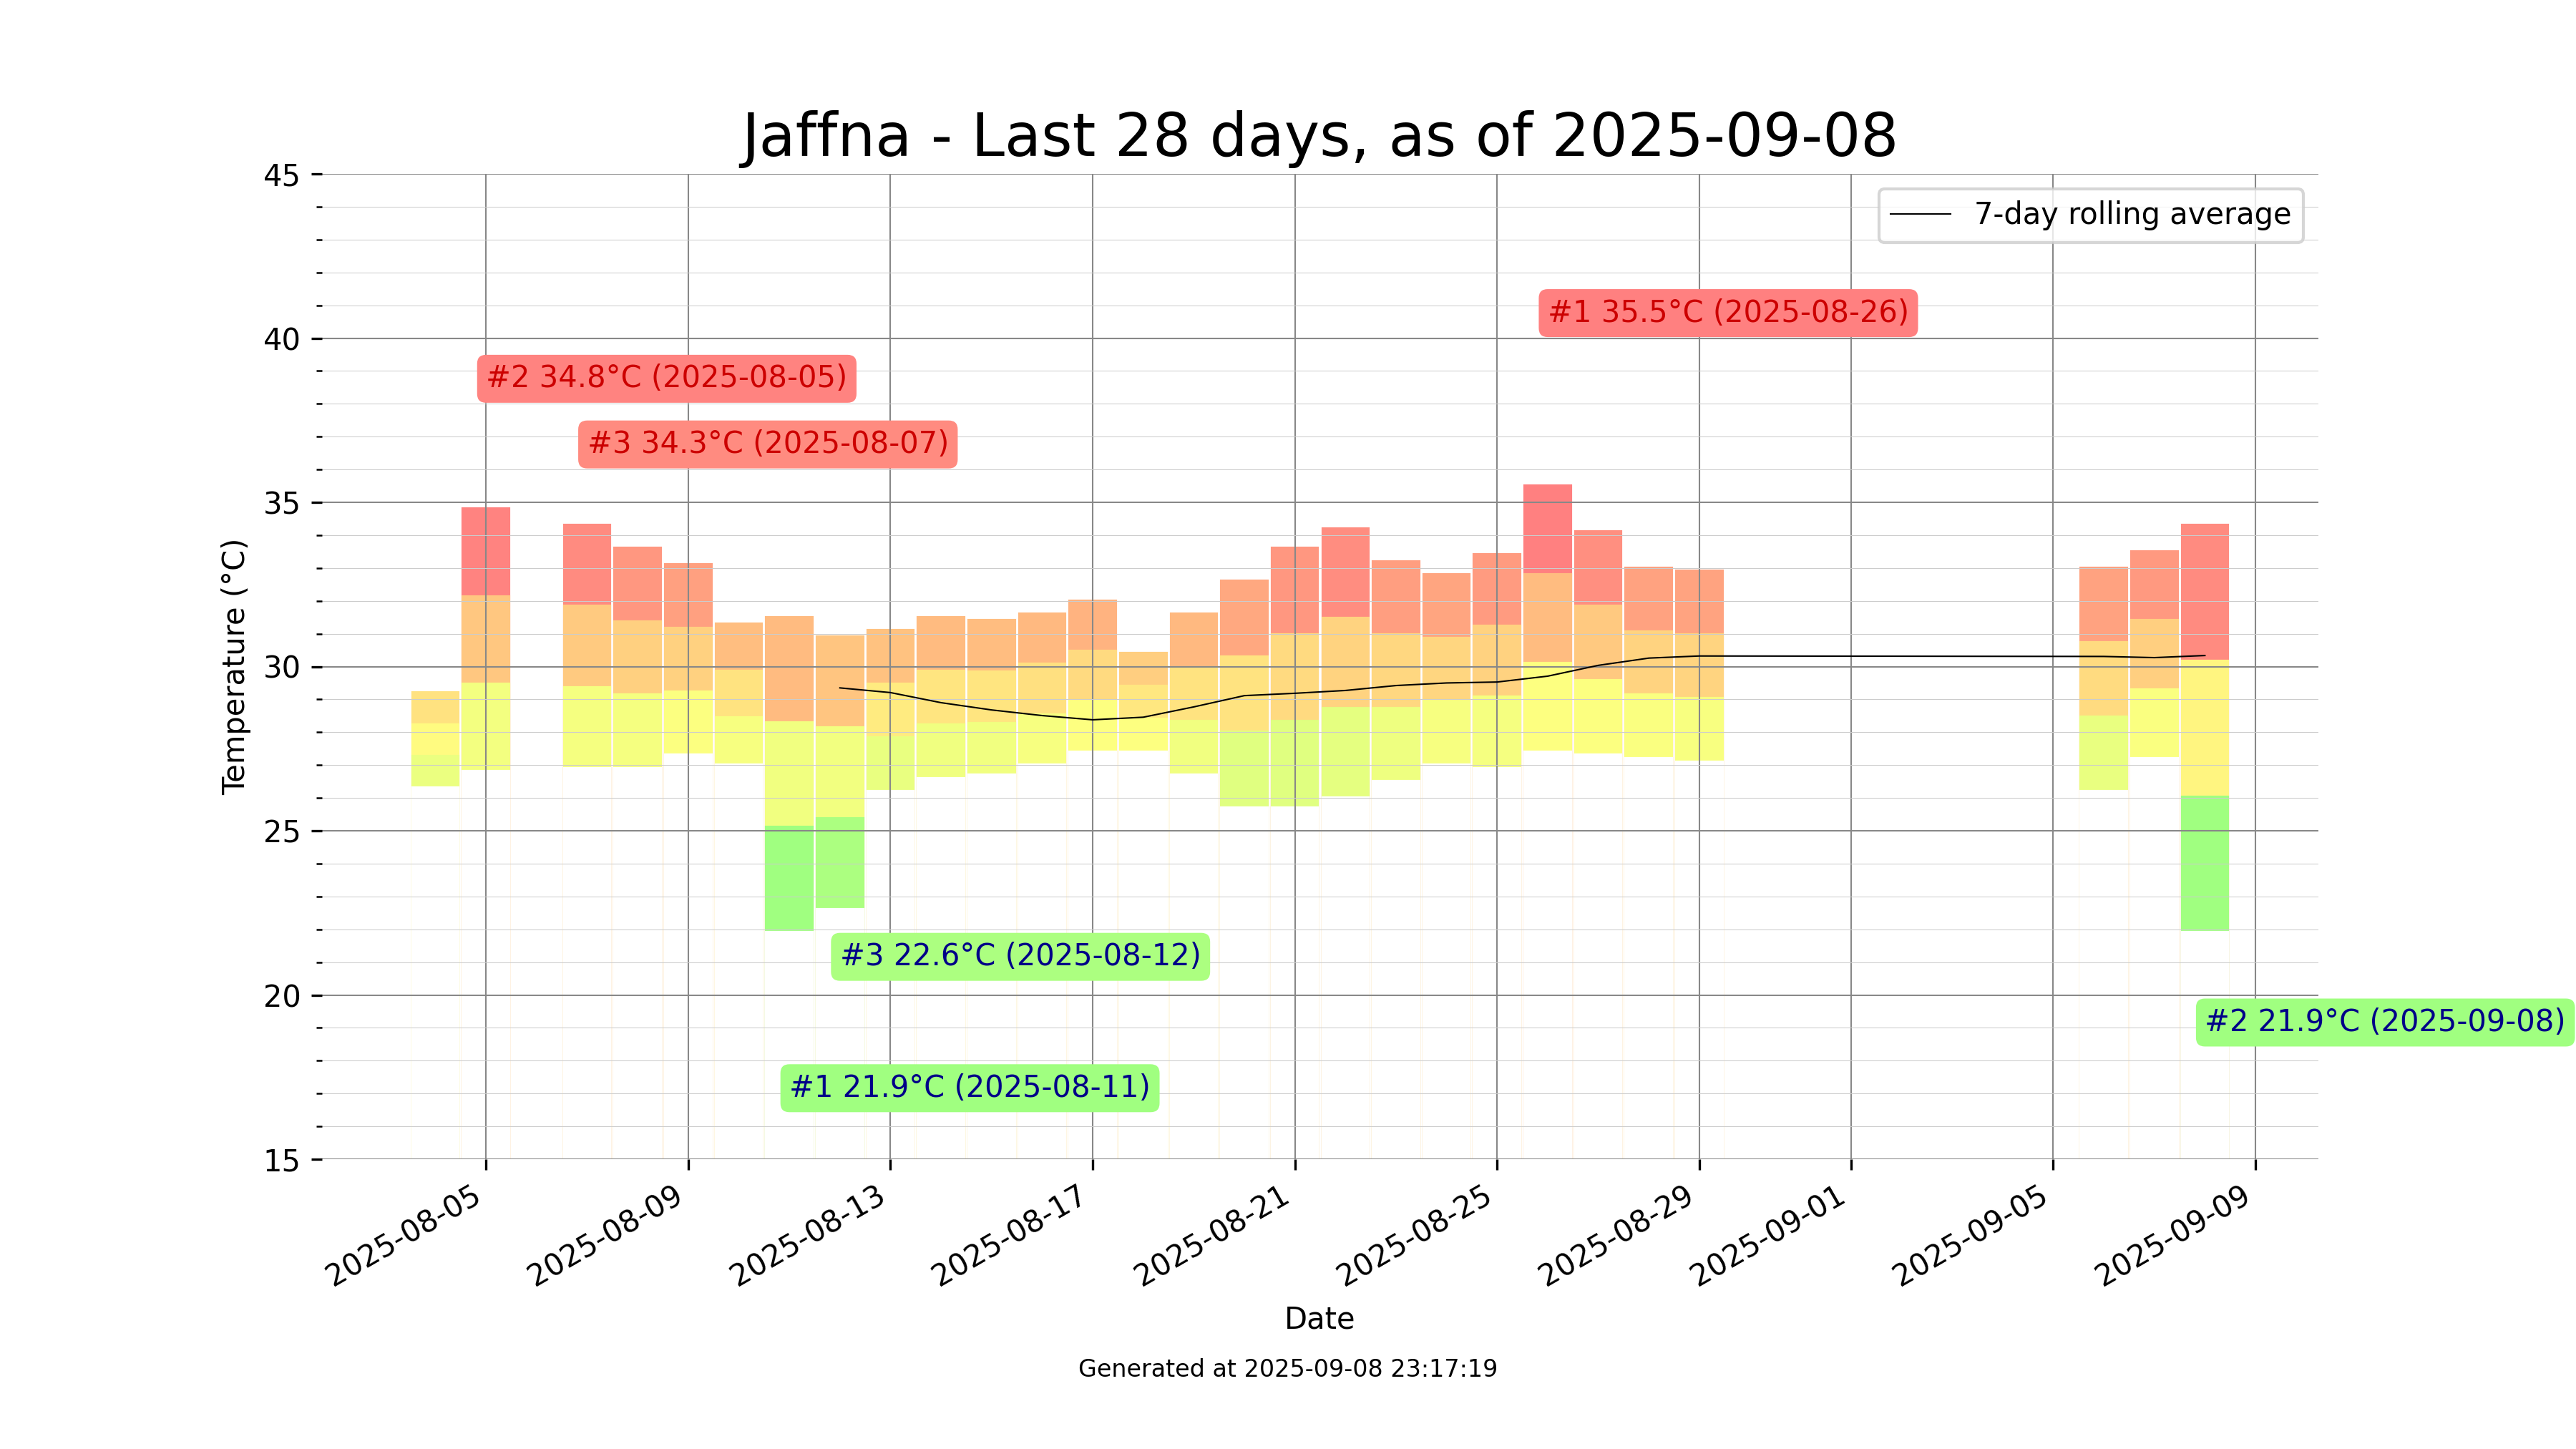 Jaffna - Last 28 days, as of 2025-09-08
45
40
35
30
25
20
15
Temperature (°C)
7-day rolling average
#1 35.5°C (2025-08-26)
#2 34.8°C (2025-08-05)
#3 34.3°C (2025-08-07)
#3 22.6°C (2025-08-12)
#2 21.9°C (2025-09-08)
#1 21.9°C (2025-08-11)
2025-08-05
2025-08-09
2025-08-13
2025-08-17
2025-08-21
2025-08-25
2025-08-29
2025-09-01
2025-09-05
2025-09-09
Date
Generated at 2025-09-08 23:17:19